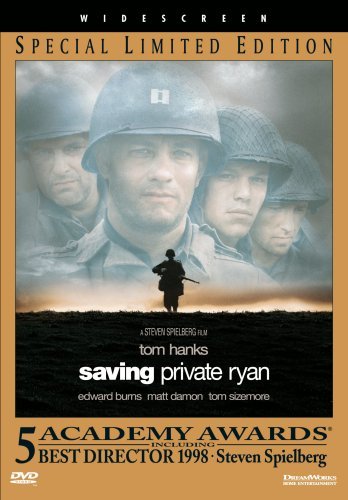 WIDESCREEN
SPECIAL LIMITED EDITION
A STEVEN SPIELBERG FILM
tom hanks
saving private ryan
edward burns matt damon tom sizemore
5 ACADEMY AWARDS®
INCLUDING
BEST DIRECTOR 1998 · Steven Spielberg
DVD
VIDEO
DREAMWORKS
HOME ENTERTAINMENT